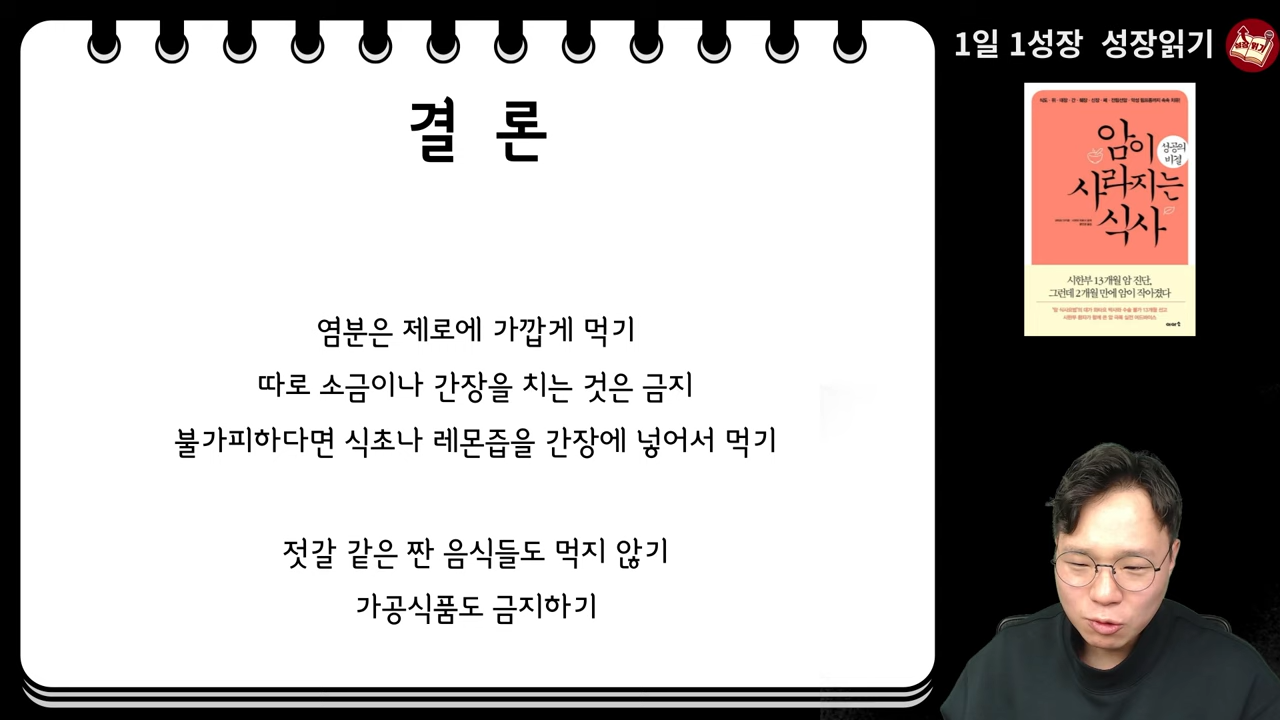 결 론
염분은 제로에 가깝게 먹기
따로 소금이나 간장을 치는 것은 금지
불가피하다면 식초나 레몬즙을 간장에 넣어서 먹기
젓갈 같은 짠 음식들도 먹지 않기
가공식품도 금지하기
1일 1성장 성장읽기
성장 읽기
암이
사라지는
식사
성공의
비결
시한부 13개월 암 진단,
그런데 2개월 만에 암이 작아졌다